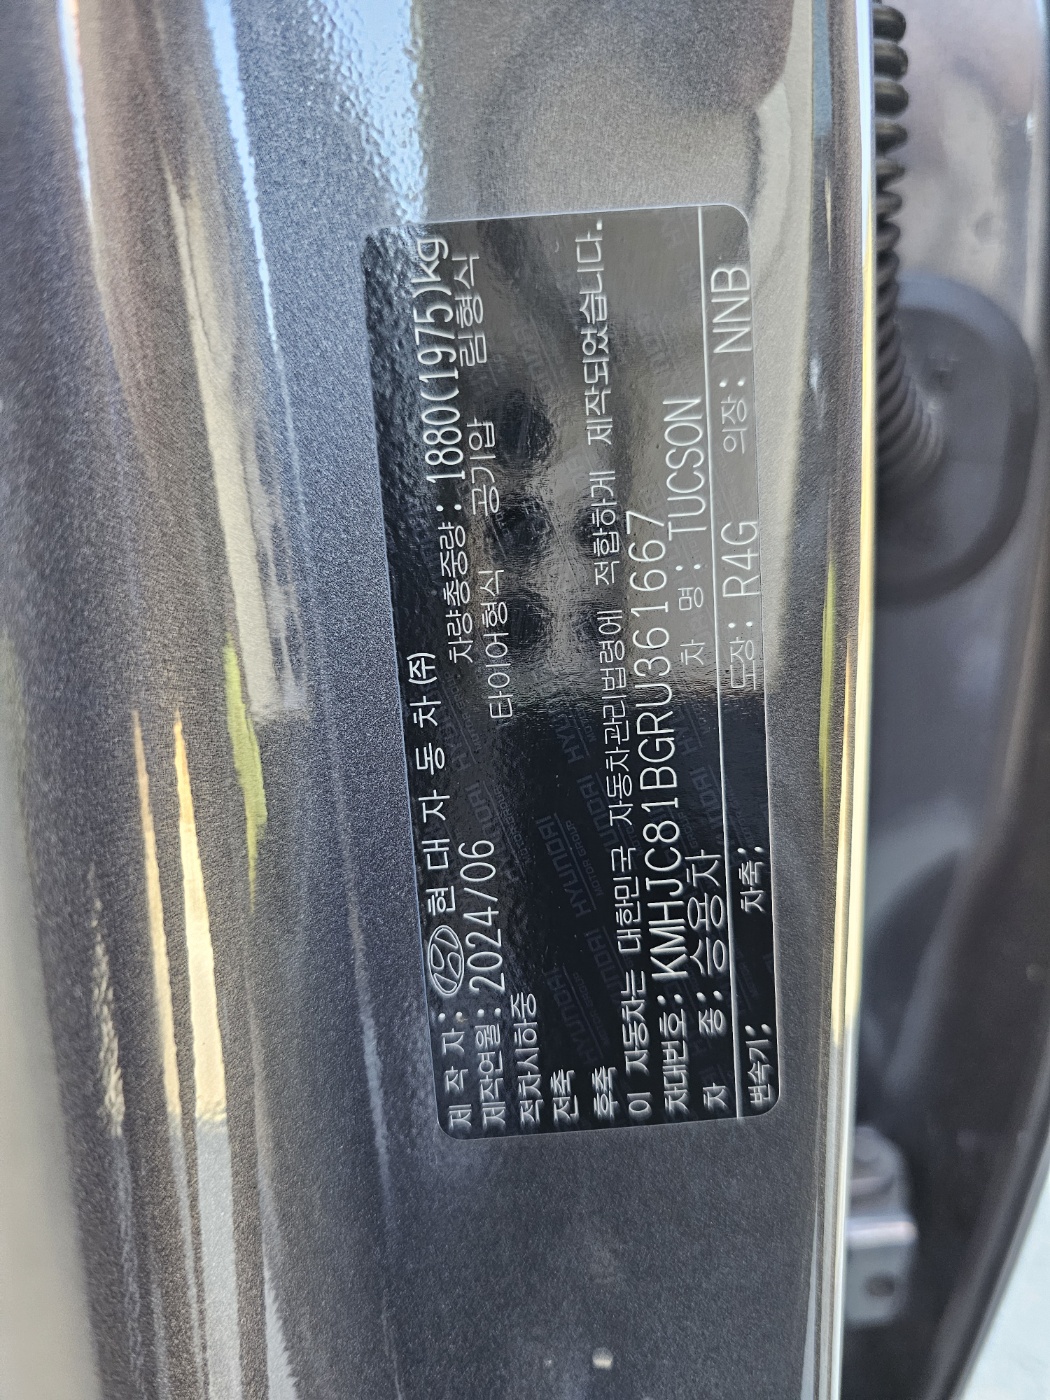 제 작 자: 현 대 자 동 차 (주)
제작연월: 2024/06 차량총중량: 1880(1975)kg
적차시하중 타이어형식 공기압 림형식
전축
후축
이 자동차는 대한민국 자동차관리법령에 적합하게 제작되었습니다.
차대번호: KMHJC81BGRU361667
차 종: 승용차 차 명: TUCSON
변속기: 차축: 도장: R4G 의장: NNB